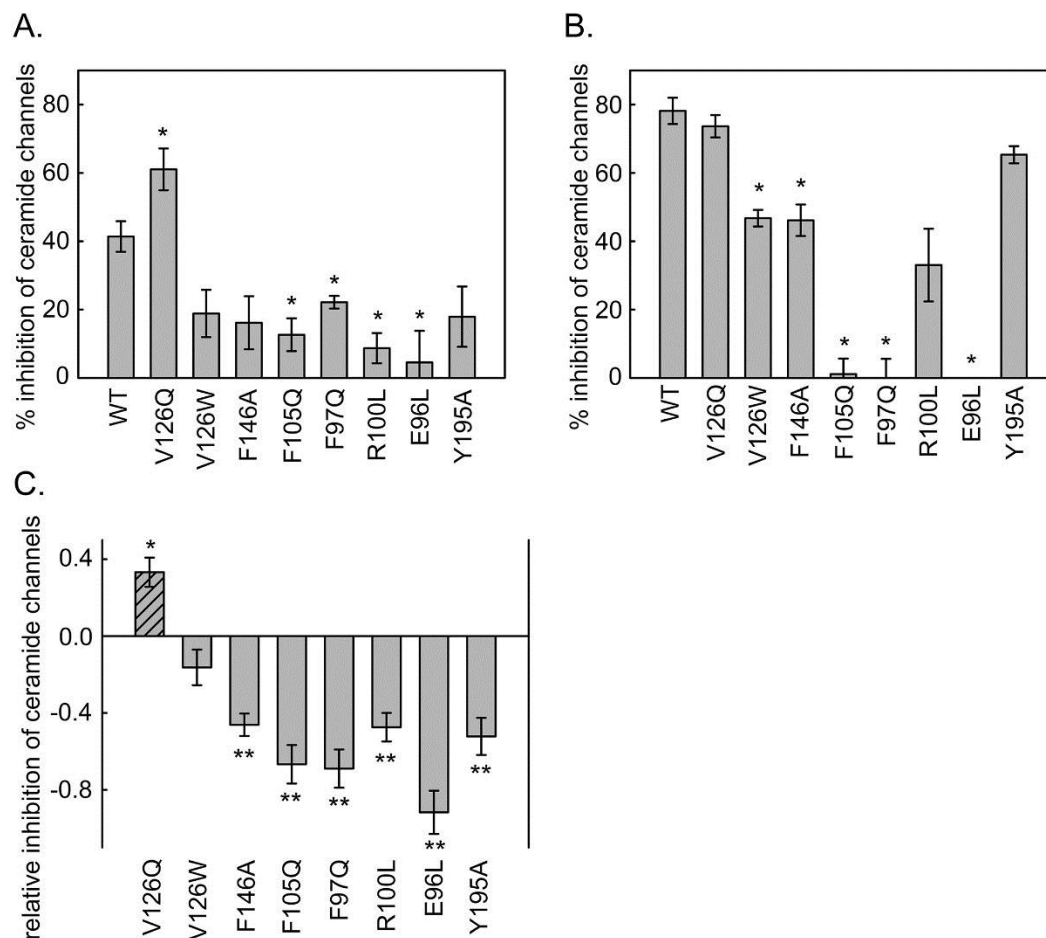 A.
% inhibition of ceramide channels
80
60
40
20
0
*
*
*
*
*
WT
V126Q
V126W
F146A
F105Q
F97Q
R100L
E96L
Y195A
B.
% inhibition of ceramide channels
80
60
40
20
0
*
*
*
*
*
WT
V126Q
V126W
F146A
F105Q
F97Q
R100L
E96L
Y195A
C.
relative inhibition of ceramide channels
0.4
0.0
-0.4
-0.8
*
**
**
**
**
**
**
V126Q
V126W
F146A
F105Q
F97Q
R100L
E96L
Y195A